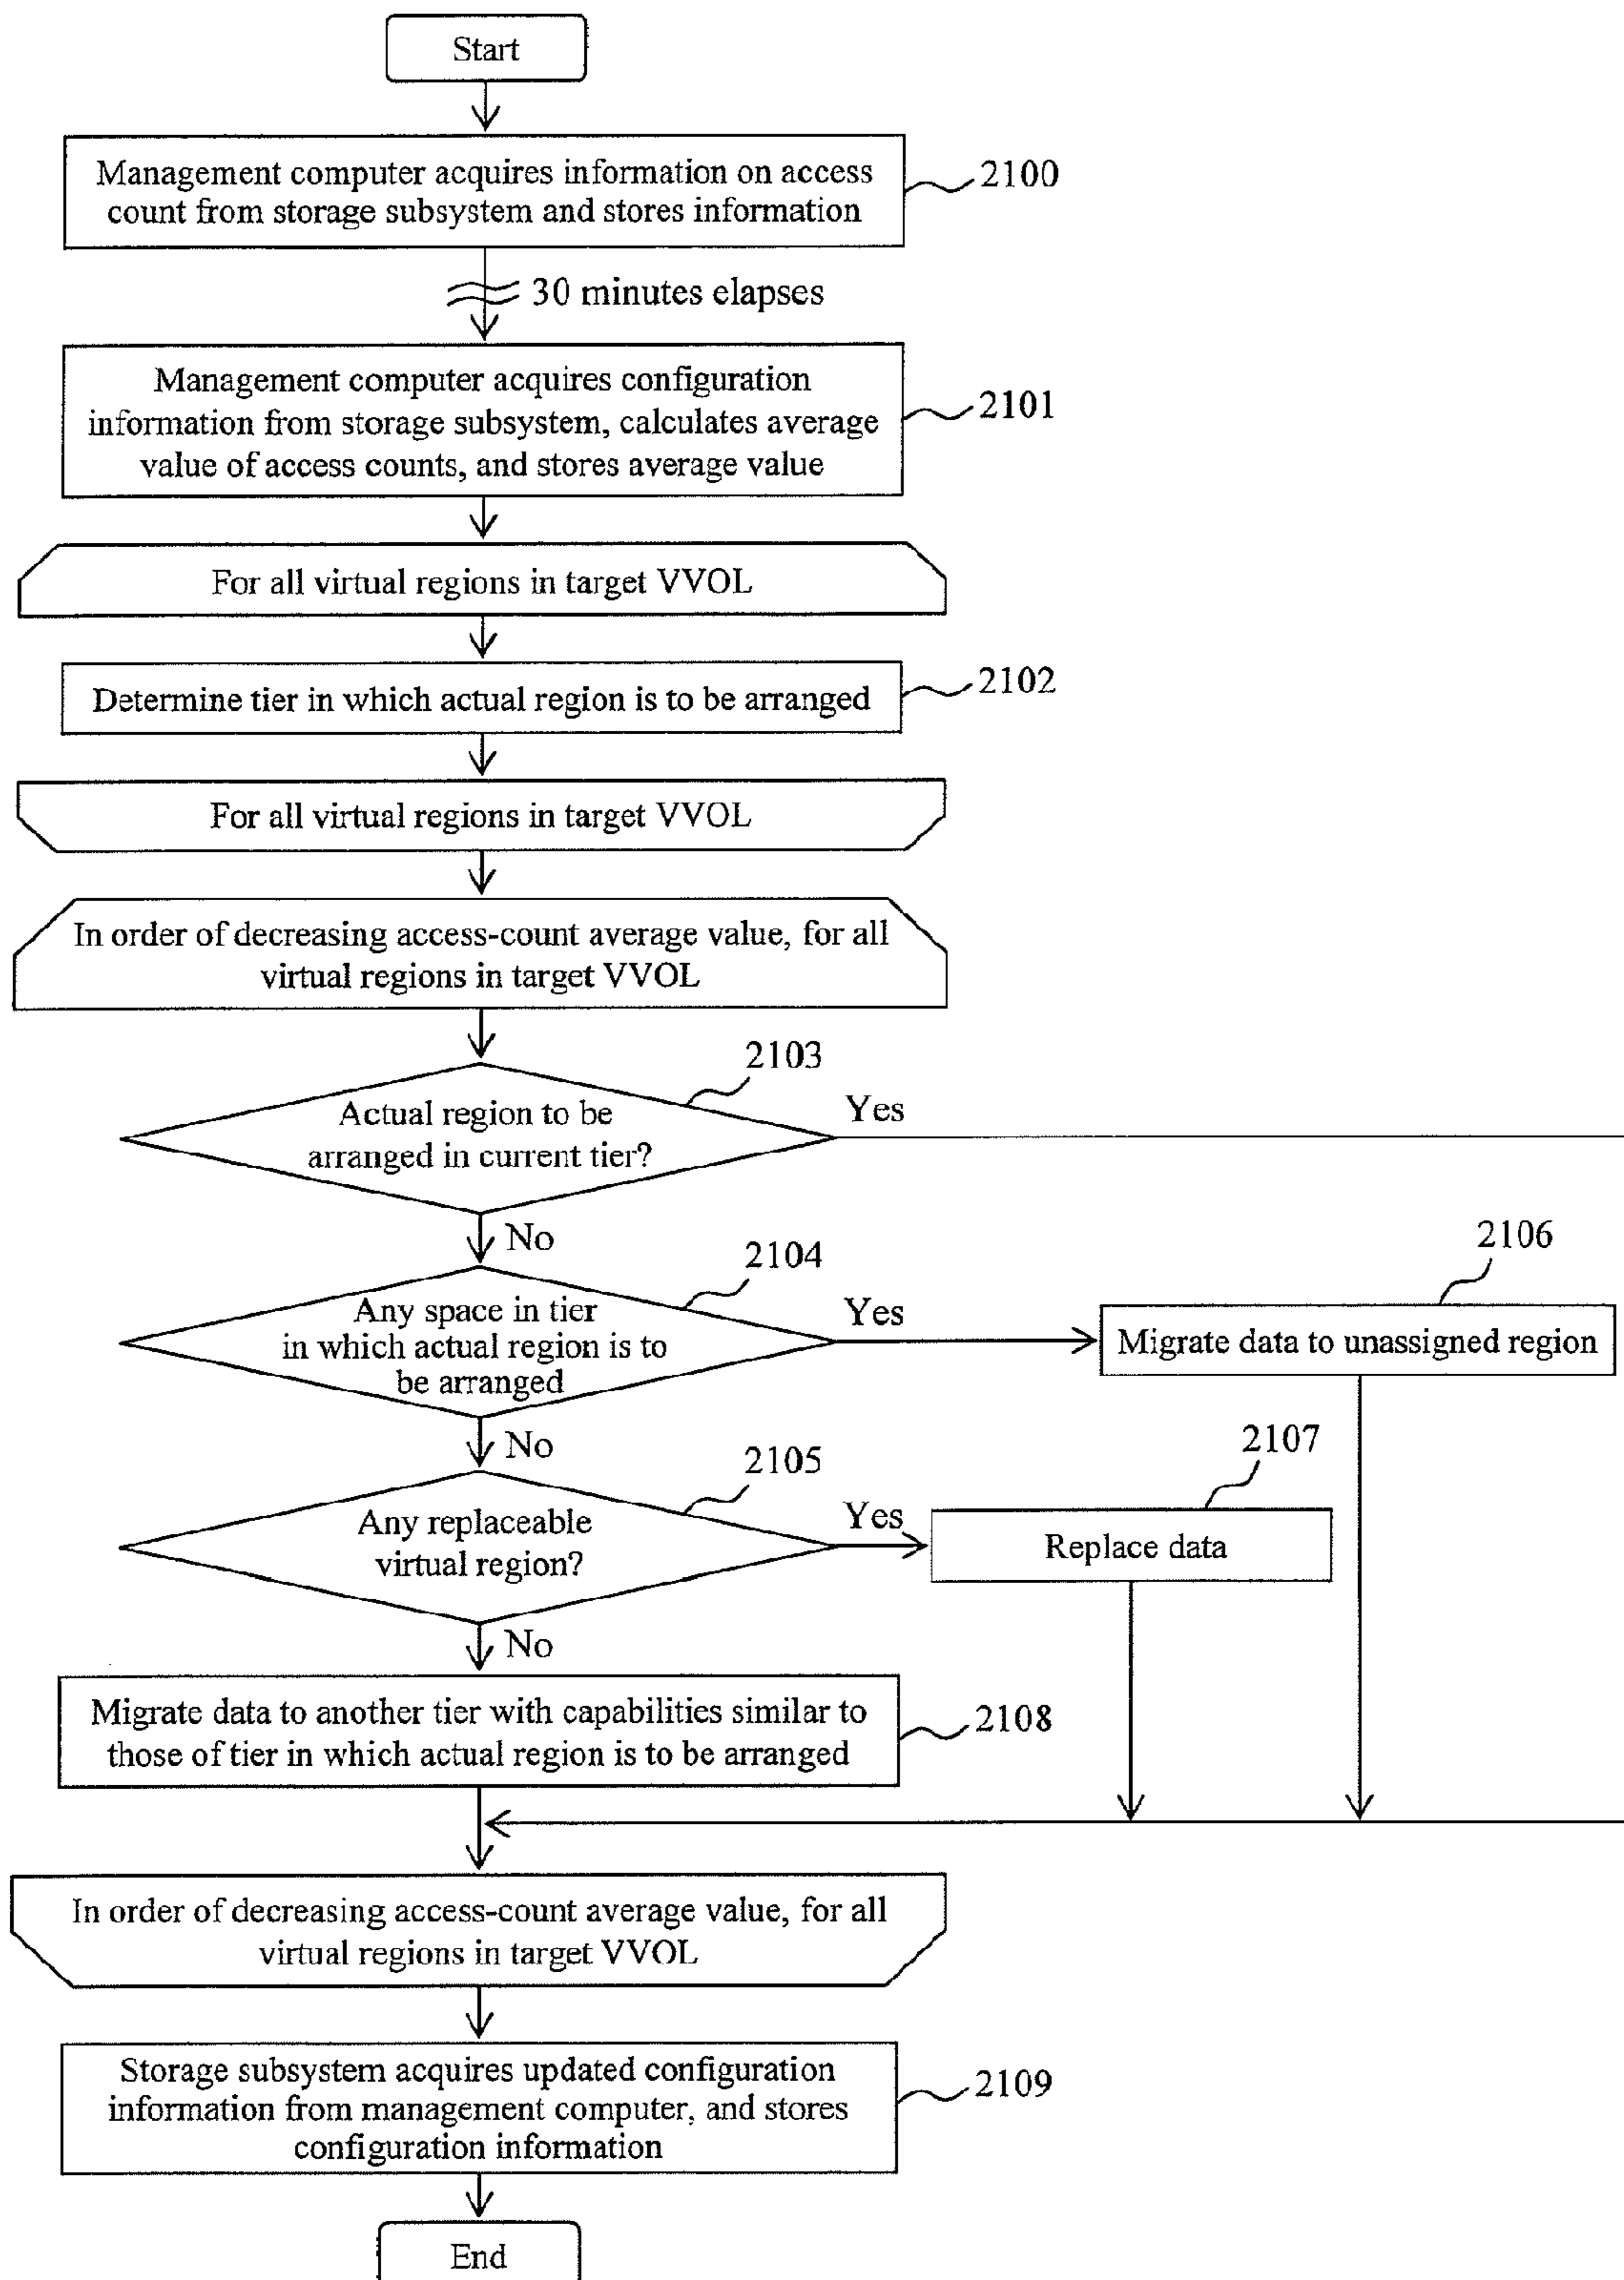 Start
Management computer acquires information on access
count from storage subsystem and stores information
2100
30 minutes elapses
Management computer acquires configuration
information from storage subsystem, calculates average
value of access counts, and stores average value
2101
For all virtual regions in target VVOL
Determine tier in which actual region is to be arranged
2102
For all virtual regions in target VVOL
In order of decreasing access-count average value, for all
virtual regions in target VVOL
2103
Actual region to be
arranged in current tier?
Yes
No
2104
Any space in tier
in which actual region is to
be arranged
Yes
2106
Migrate data to unassigned region
No
2105
Any replaceable
virtual region?
Yes
2107
Replace data
No
Migrate data to another tier with capabilities similar to
those of tier in which actual region is to be arranged
2108
In order of decreasing access-count average value, for all
virtual regions in target VVOL
Storage subsystem acquires updated configuration
information from management computer, and stores
configuration information
2109
End